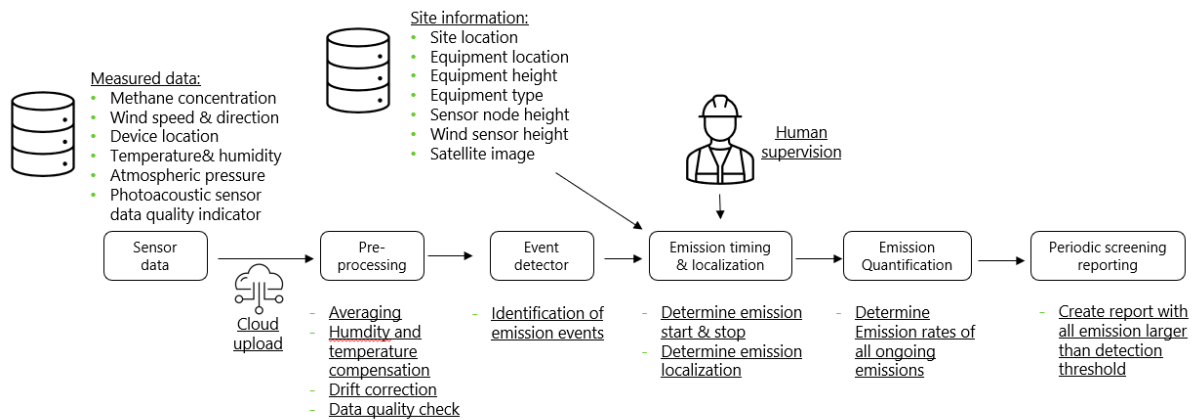 Site information:
• Site location
• Equipment location
• Equipment height
• Equipment type
• Sensor node height
• Wind sensor height
• Satellite image
Measured data:
• Methane concentration
• Wind speed & direction
• Device location
• Temperature& humidity
• Atmospheric pressure
• Photoacoustic sensor
data quality indicator
Human
supervision
Sensor
data
Pre-
processing
Event
detector
Emission timing
& localization
Emission
Quantification
Periodic screening
reporting
Cloud
upload
- Averaging
- Humdity and
temperature
compensation
- Drift correction
- Data quality check
- Identification of
emission events
- Determine emission
start & stop
- Determine emission
localization
- Determine
Emission rates of
all ongoing
emissions
- Create report with
all emission larger
than detection
threshold